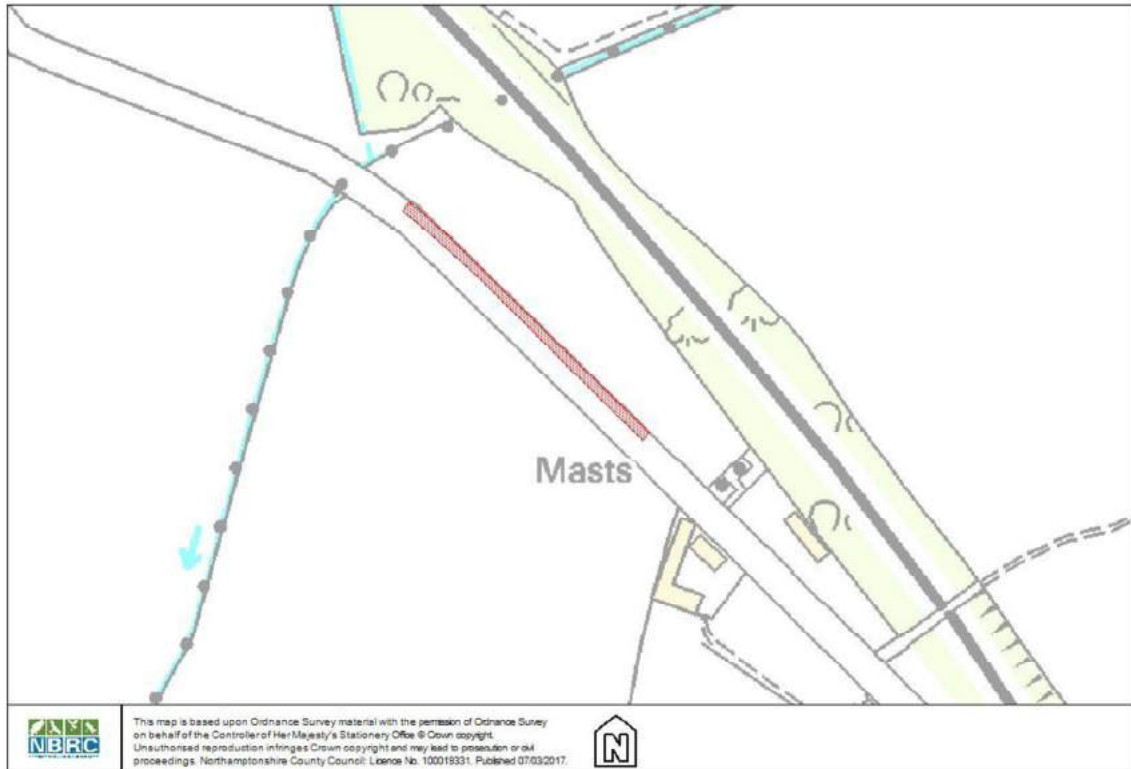 Masts
NBRC
This map is based upon Ordnance Survey material with the permission of Ordnance Survey
on behalf of the Controller of Her Majesty's Stationery Office © Crown copyright.
Unauthorised reproduction infringes Crown copyright and may lead to prosecution or civil
proceedings. Northamptonshire County Council: Licence No. 100019331. Published 07/03/2017.
N